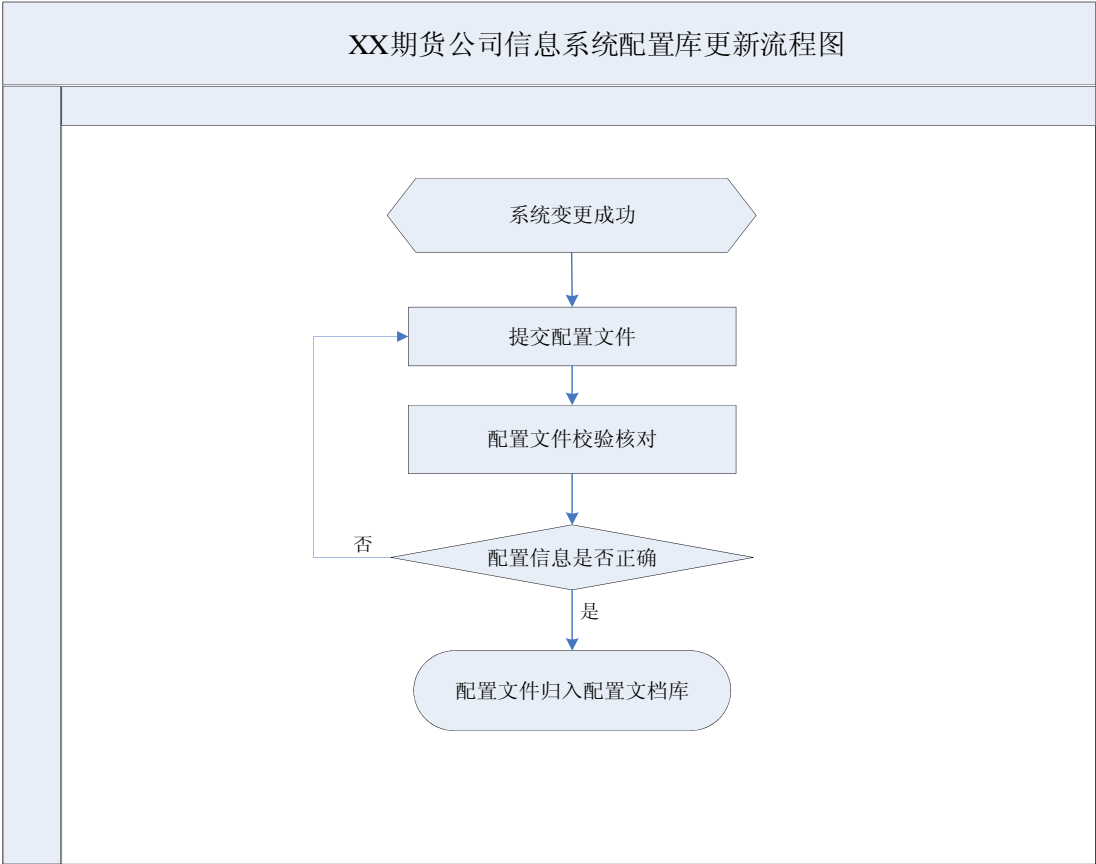 XX期货公司信息系统配置库更新流程图
系统变更成功
提交配置文件
配置文件校验核对
否
配置信息是否正确
是
配置文件归入配置文档库